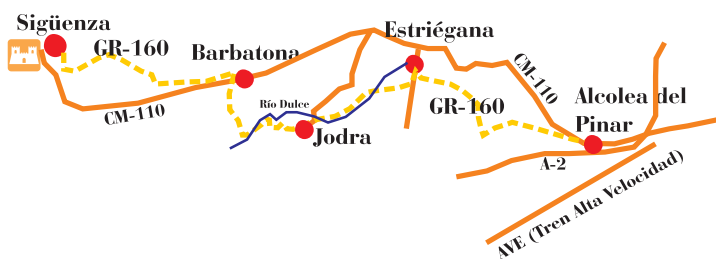 Sigüenza
GR-160
Barbatona
CM-110
Río Dulce
Jodra
Estriégana
GR-160
CM-110
Alcolea del
Pinar
A-2
AVE (Tren Alta Velocidad)